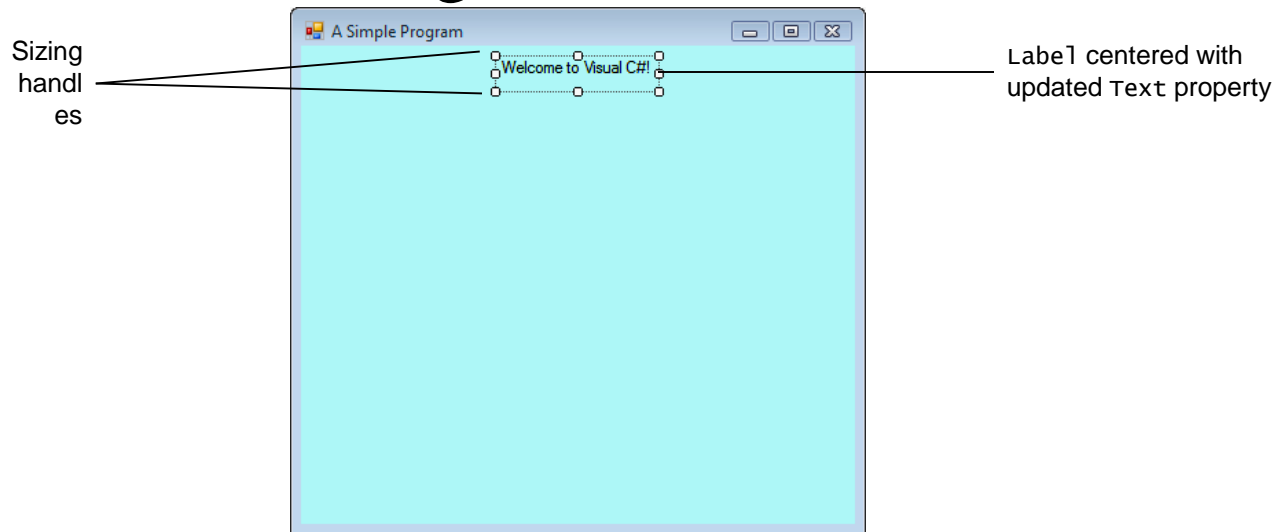 A Simple Program
Sizing
handl
es
Welcome to Visual C#!
Label centered with
updated Text property